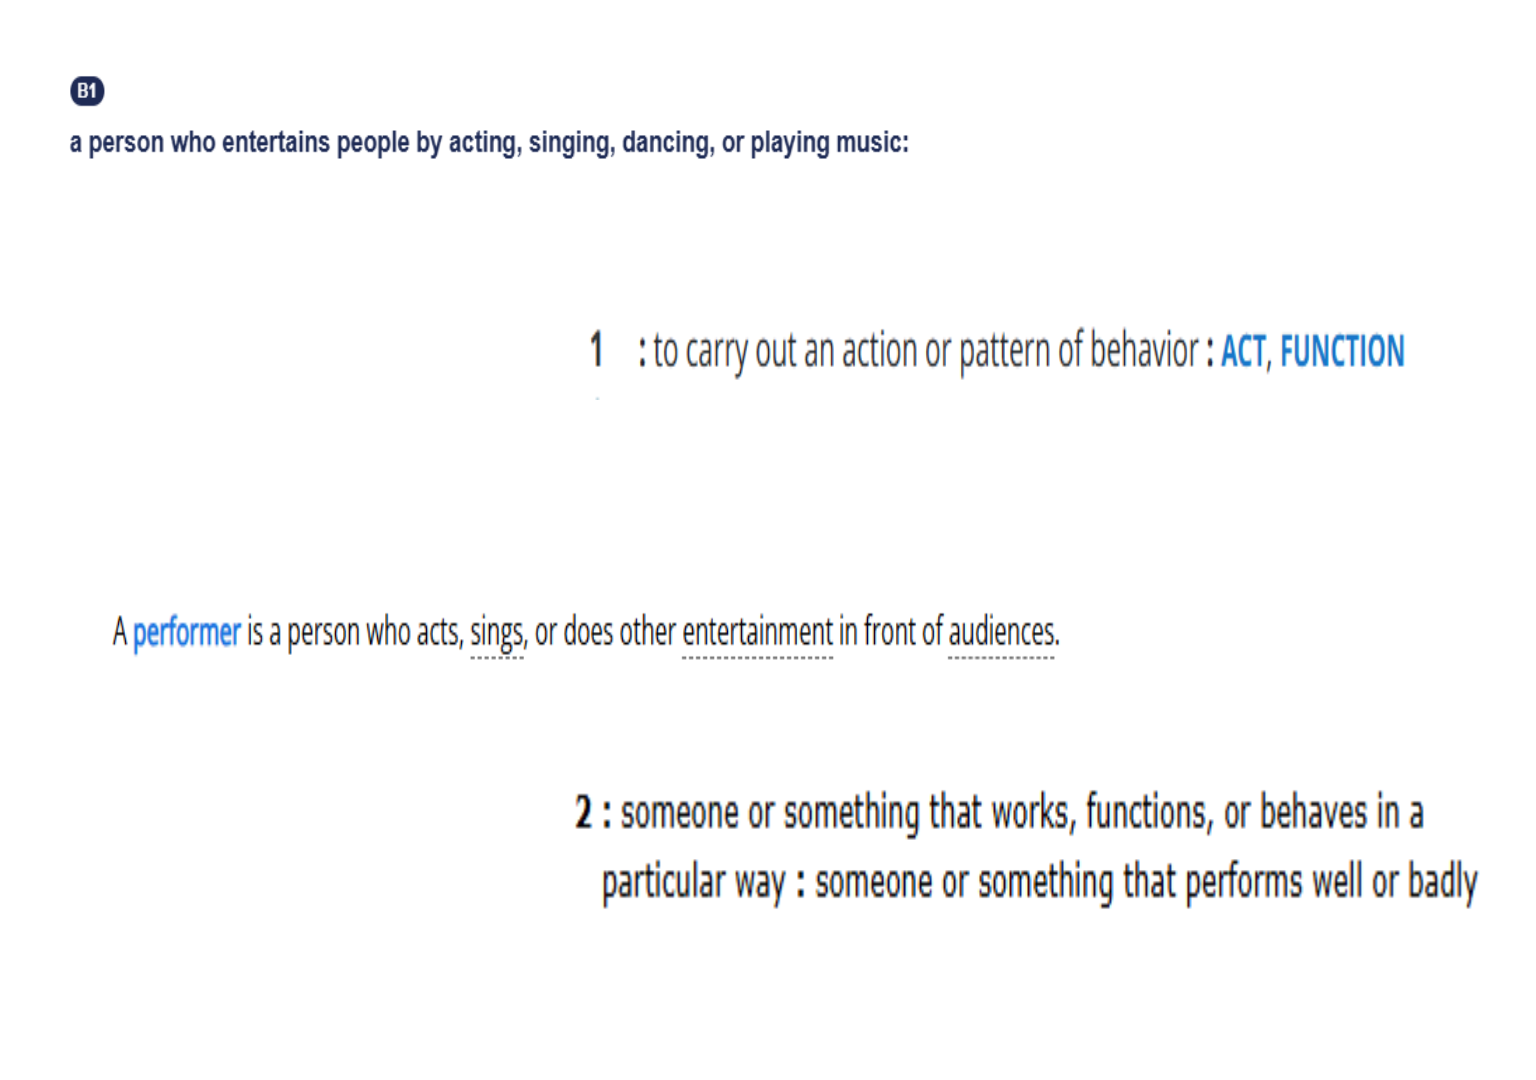 B1
a person who entertains people by acting, singing, dancing, or playing music:
1 : to carry out an action or pattern of behavior : ACT, FUNCTION
A performer is a person who acts, sings, or does other entertainment in front of audiences.
2 : someone or something that works, functions, or behaves in a
particular way : someone or something that performs well or badly